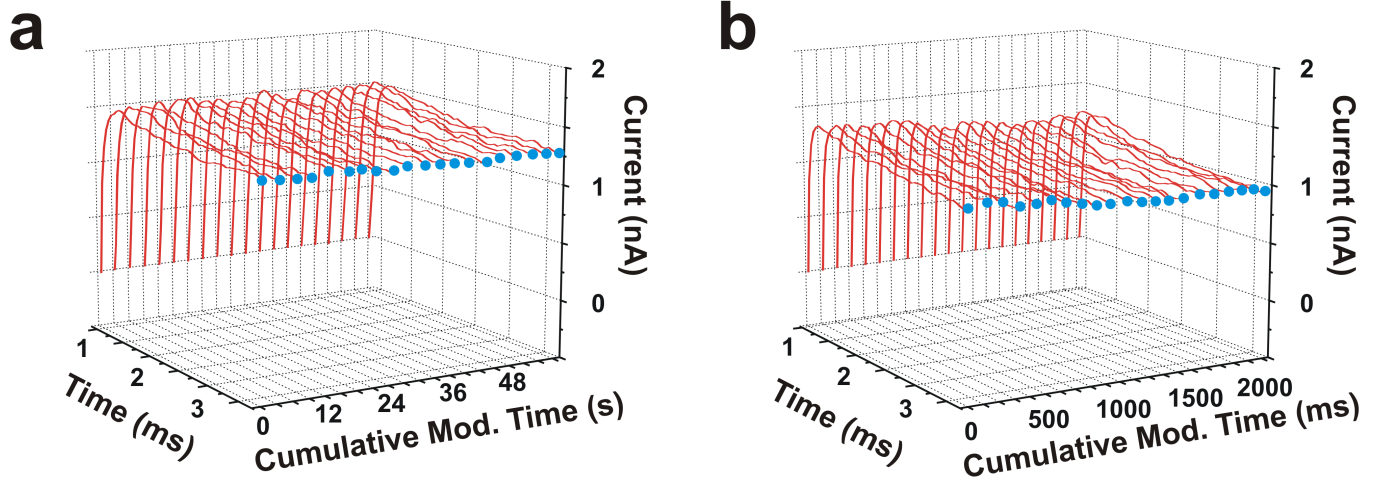 a
2
1
0
Current (nA)
1
2
3
Time (ms)
0
12
24
36
48
Cumulative Mod. Time (s)
b
2
1
0
Current (nA)
1
2
3
Time (ms)
0
500
1000
1500
2000
Cumulative Mod. Time (ms)